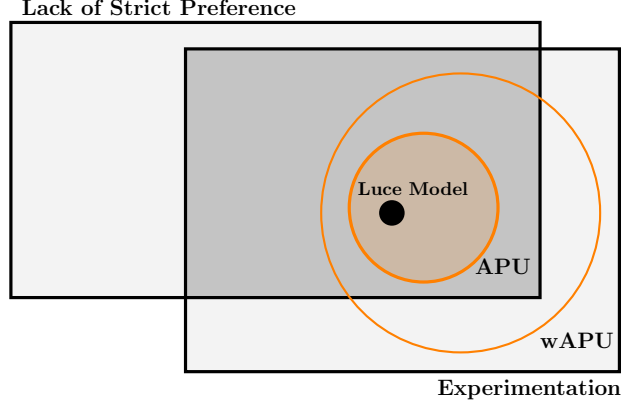 Lack of Strict Preference
Luce Model
APU
wAPU
Experimentation